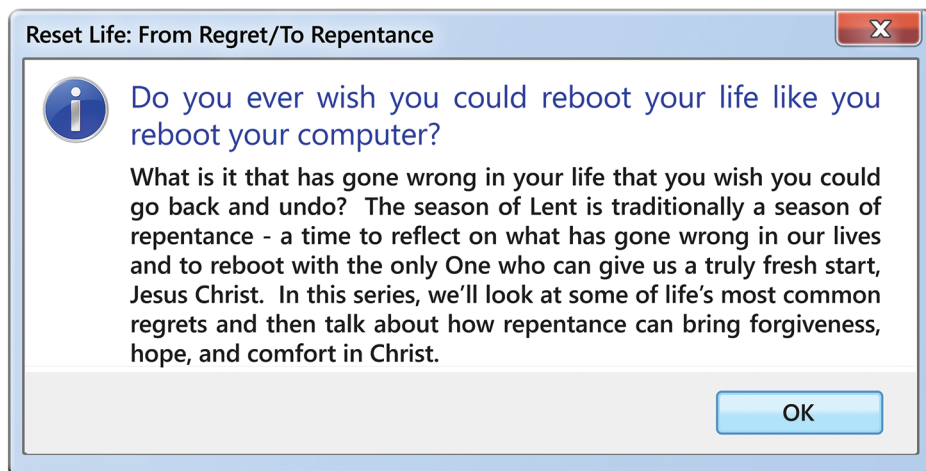 Reset Life: From Regret/To Repentance
X
i
Do you ever wish you could reboot your life like you
reboot your computer?
What is it that has gone wrong in your life that you wish you could
go back and undo?  The season of Lent is traditionally a season of
repentance - a time to reflect on what has gone wrong in our lives
and to reboot with the only One who can give us a truly fresh start,
Jesus Christ.  In this series, we’ll look at some of life’s most common
regrets and then talk about how repentance can bring forgiveness,
hope, and comfort in Christ.
OK